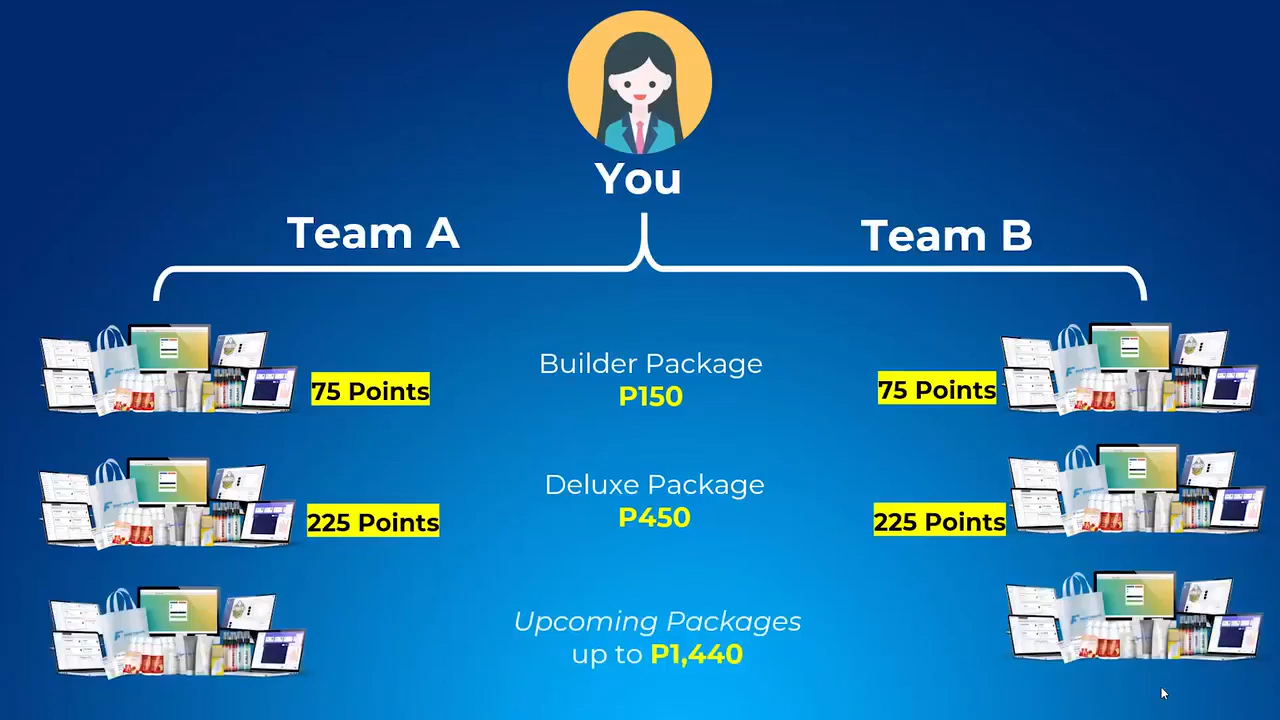 You
Team A
Team B
Builder Package
P150
75 Points
75 Points
Deluxe Package
P450
225 Points
225 Points
Upcoming Packages
up to P1,440